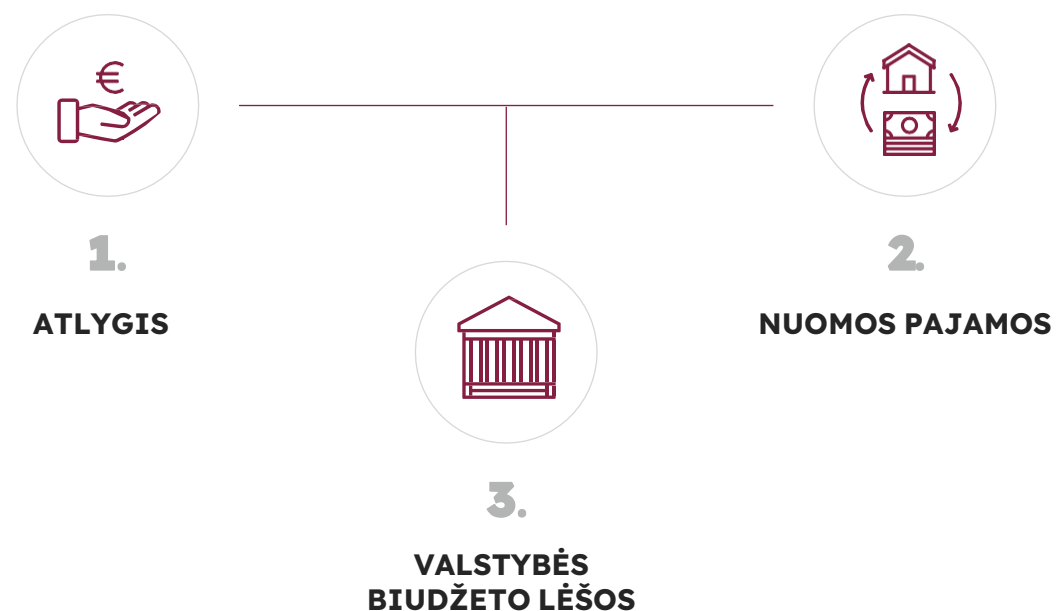 €
1.
ATLYGIS
2.
NUOMOS PAJAMOS
3.
VALSTYBĖS
BIUDŽETO LĖŠOS